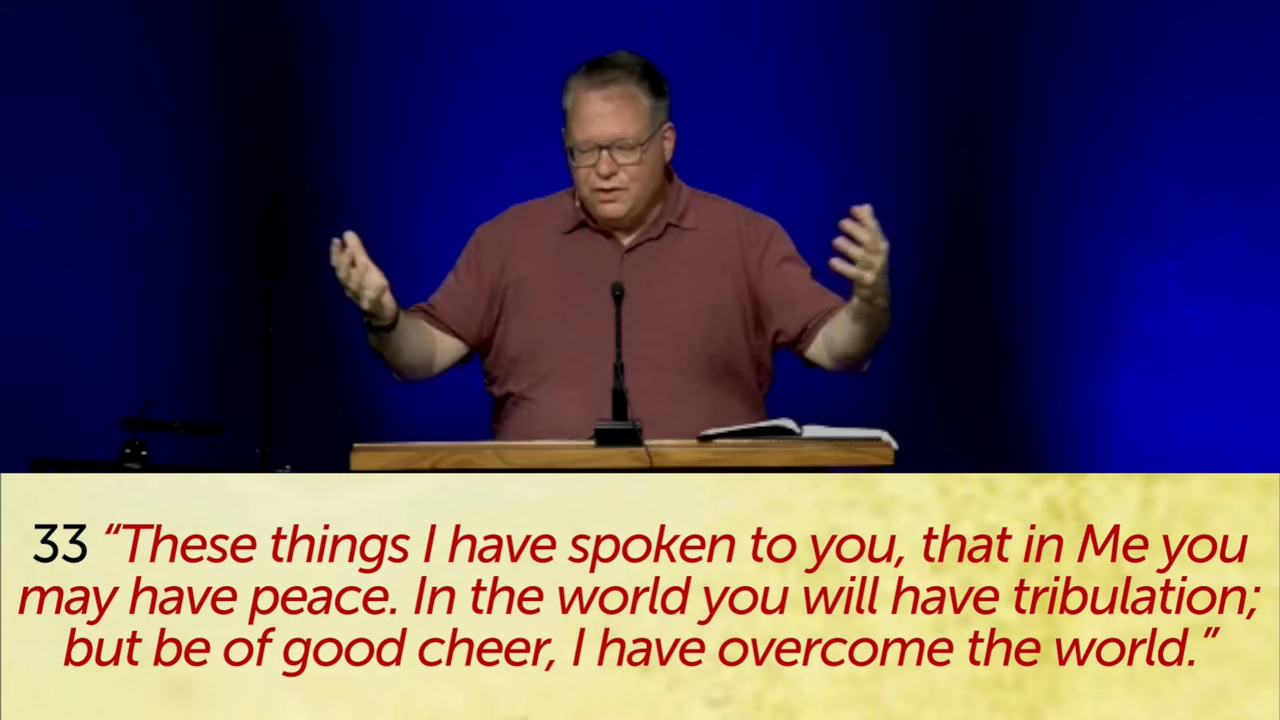 33 “These things I have spoken to you, that in Me you
may have peace. In the world you will have tribulation;
but be of good cheer, I have overcome the world.”